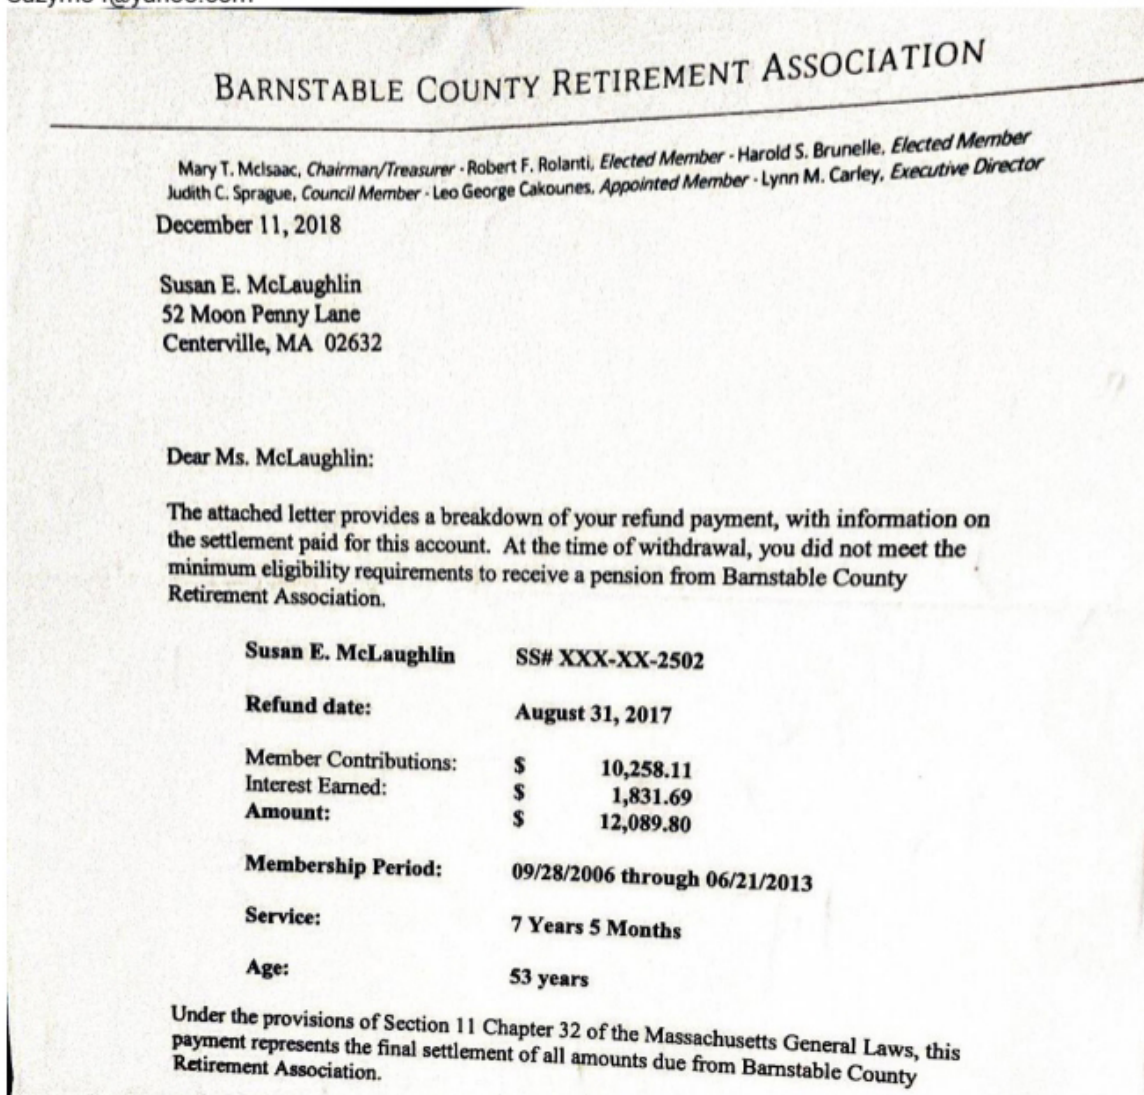 BARNSTABLE COUNTY RETIREMENT ASSOCIATION
Mary T. McIsaac, Chairman/Treasurer - Robert F. Rolanti, Elected Member - Harold S. Brunelle, Elected Member
Judith C. Sprague, Council Member - Leo George Cakounes, Appointed Member - Lynn M. Carley, Executive Director
December 11, 2018
Susan E. McLaughlin
52 Moon Penny Lane
Centerville, MA 02632
Dear Ms. McLaughlin:
The attached letter provides a breakdown of your refund payment, with information on
the settlement paid for this account. At the time of withdrawal, you did not meet the
minimum eligibility requirements to receive a pension from Barnstable County
Retirement Association.
Susan E. McLaughlin SS# XXX-XX-2502
Refund date: August 31, 2017
Member Contributions: $ 10,258.11
Interest Earned: $ 1,831.69
Amount: $ 12,089.80
Membership Period: 09/28/2006 through 06/21/2013
Service: 7 Years 5 Months
Age: 53 years
Under the provisions of Section 11 Chapter 32 of the Massachusetts General Laws, this
payment represents the final settlement of all amounts due from Barnstable County
Retirement Association.